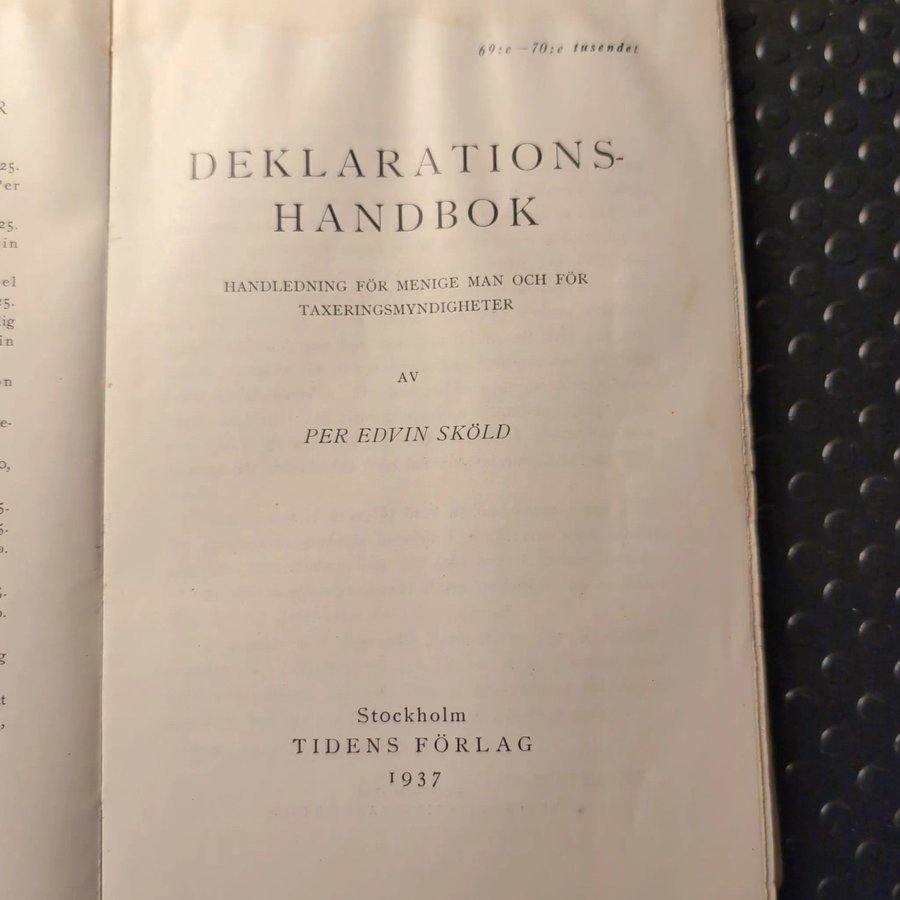 69:e—70:e tusendet
DEKLARATIONS-
HANDBOK
HANDLEDNING FÖR MENIGE MAN OCH FÖR
TAXERINGSMYNDIGHETER
AV
PER EDVIN SKÖLD
Stockholm
TIDENS FÖRLAG
1937